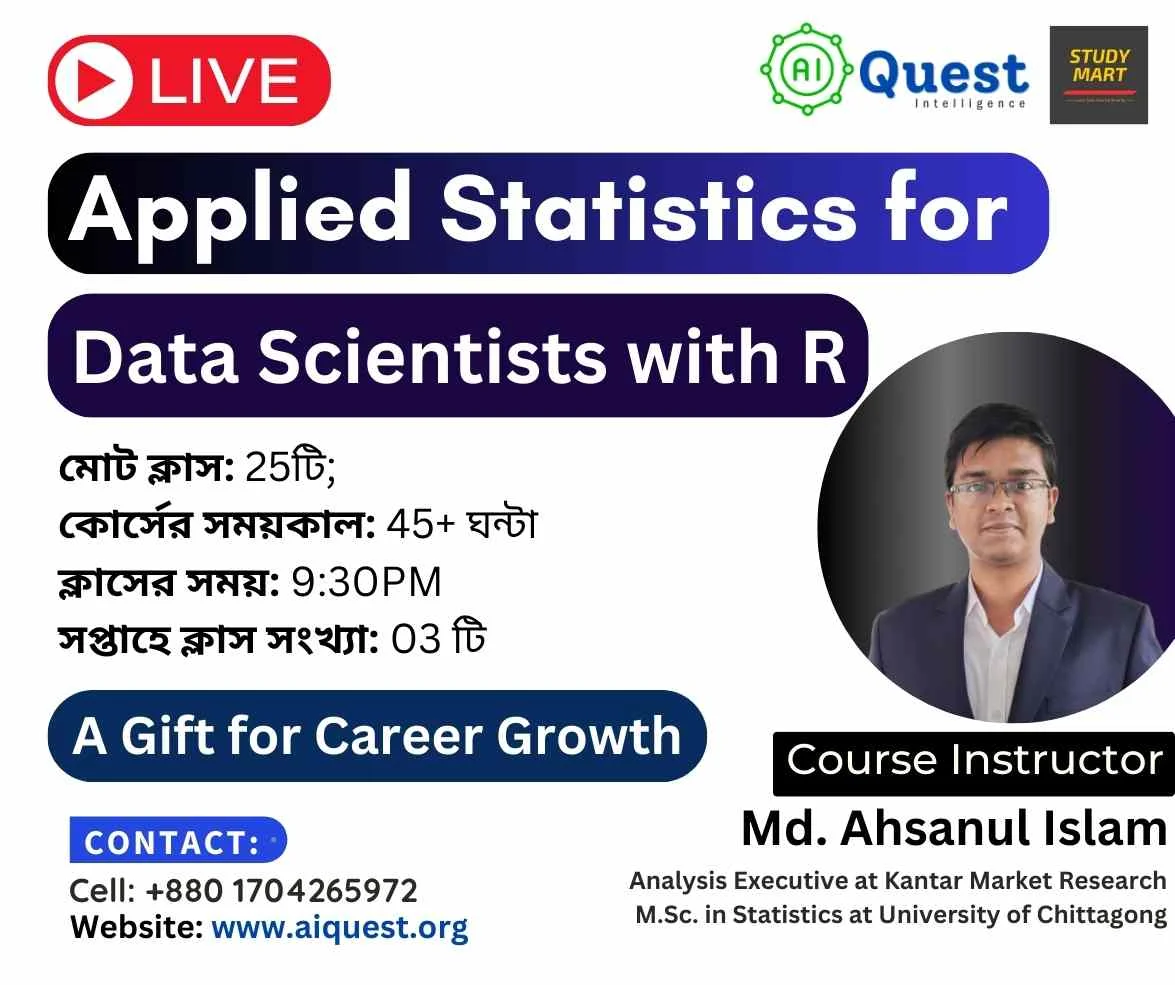 LIVE
AI Quest
Intelligence
STUDY
MART
Applied Statistics for
Data Scientists with R
মোট ক্লাস: 25টি;
কোর্সের সময়কাল: 45+ ঘন্টা
ক্লাসের সময়: 9:30PM
সপ্তাহে ক্লাস সংখ্যা: 03 টি
A Gift for Career Growth
Course Instructor
Md. Ahsanul Islam
Analysis Executive at Kantar Market Research
M.Sc. in Statistics at University of Chittagong
CONTACT:
Cell: +880 1704265972
Website: www.aiquest.org